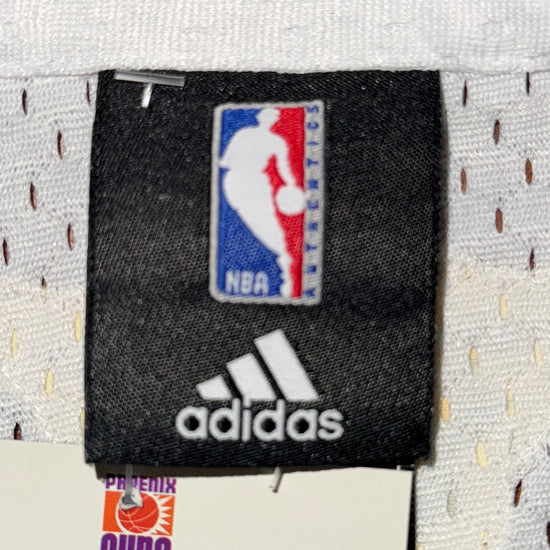 NBA
AUTHENTICS
adidas
PHOENIX
SUNS